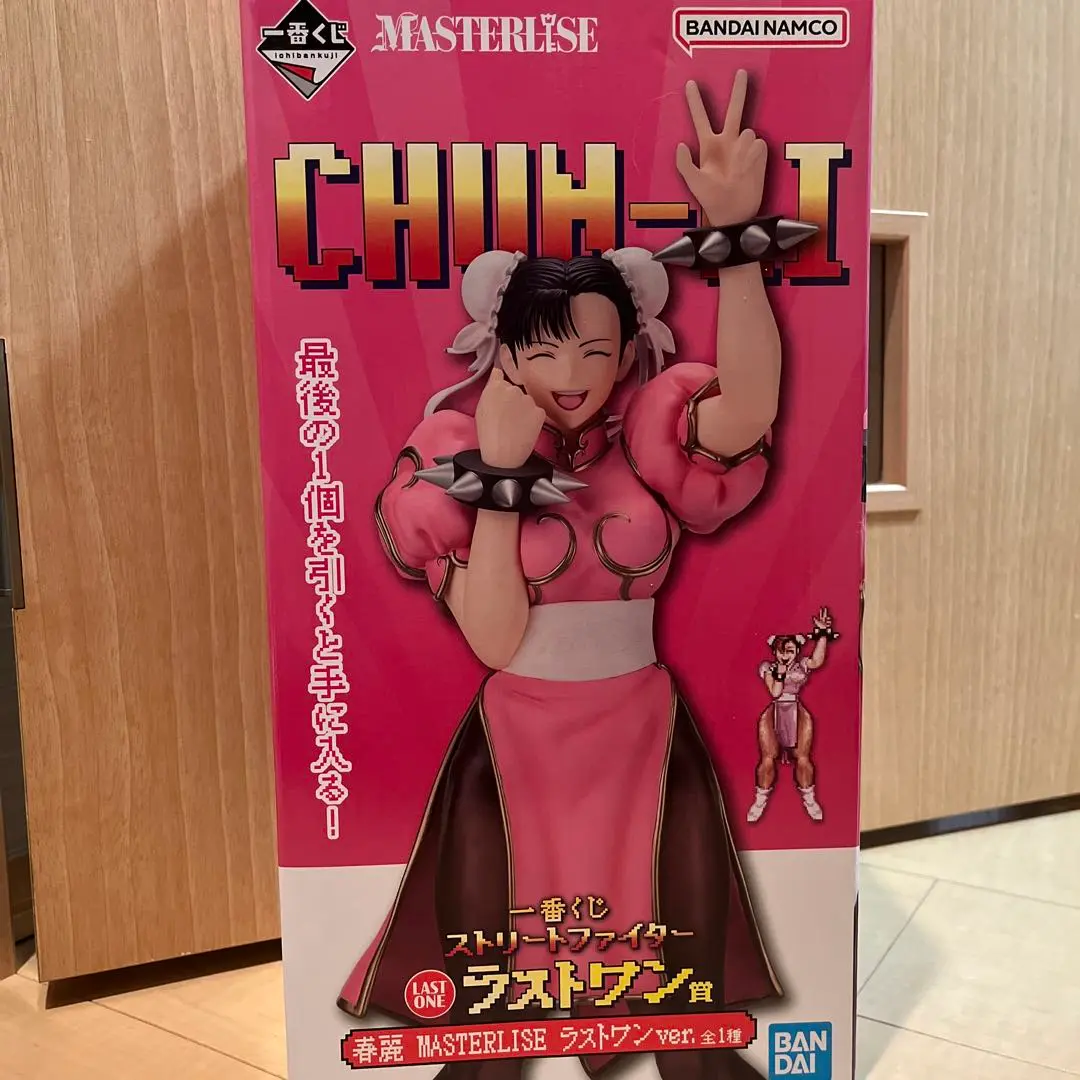 一番くじ
ichibankuji
MASTERLISE
BANDAI NAMCO
CHUN-LI
最後の1個を引くと手に入る!
一番くじ
ストリートファイター
LAST
ONE
ラストワン賞
春麗 MASTERLISE ラストワンver. 全1種
BAN
DAI